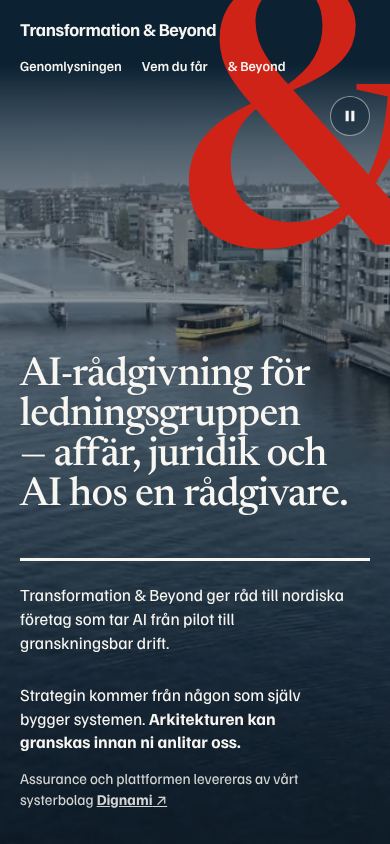 Transformation & Beyond
Genomlysningen Vem du får & Beyond
&
AI-rådgivning för
ledningsgruppen
– affär, juridik och
AI hos en rådgivare.
Transformation & Beyond ger råd till nordiska
företag som tar AI från pilot till
granskningsbar drift.
Strategin kommer från någon som själv
bygger systemen. Arkitekturen kan
granskas innan ni anlitar oss.
Assurance och plattformen levereras av vårt
systerbolag Dignami ↗